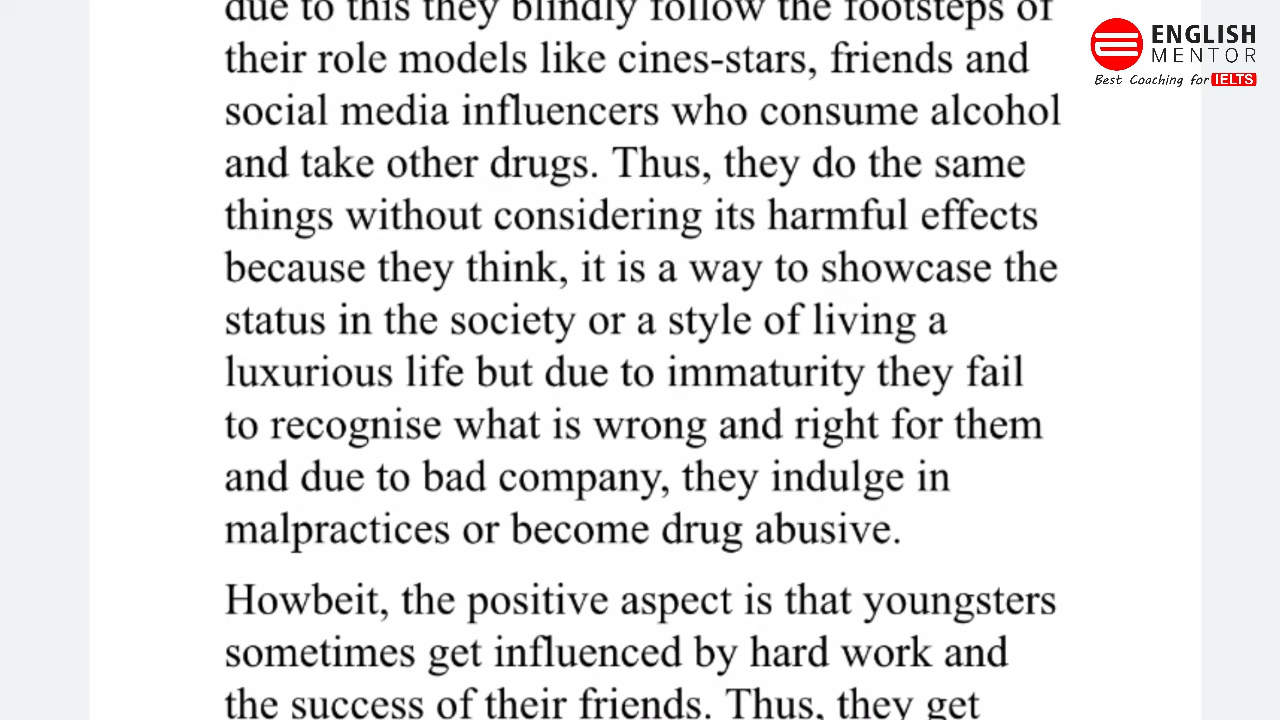 due to this they blindly follow the footsteps of
their role models like cines-stars, friends and
social media influencers who consume alcohol
and take other drugs. Thus, they do the same
things without considering its harmful effects
because they think, it is a way to showcase the
status in the society or a style of living a
luxurious life but due to immaturity they fail
to recognise what is wrong and right for them
and due to bad company, they indulge in
malpractices or become drug abusive.
Howbeit, the positive aspect is that youngsters
sometimes get influenced by hard work and
the success of their friends. Thus, they get
ENGLISH
MENTOR
Best Coaching for IELTS